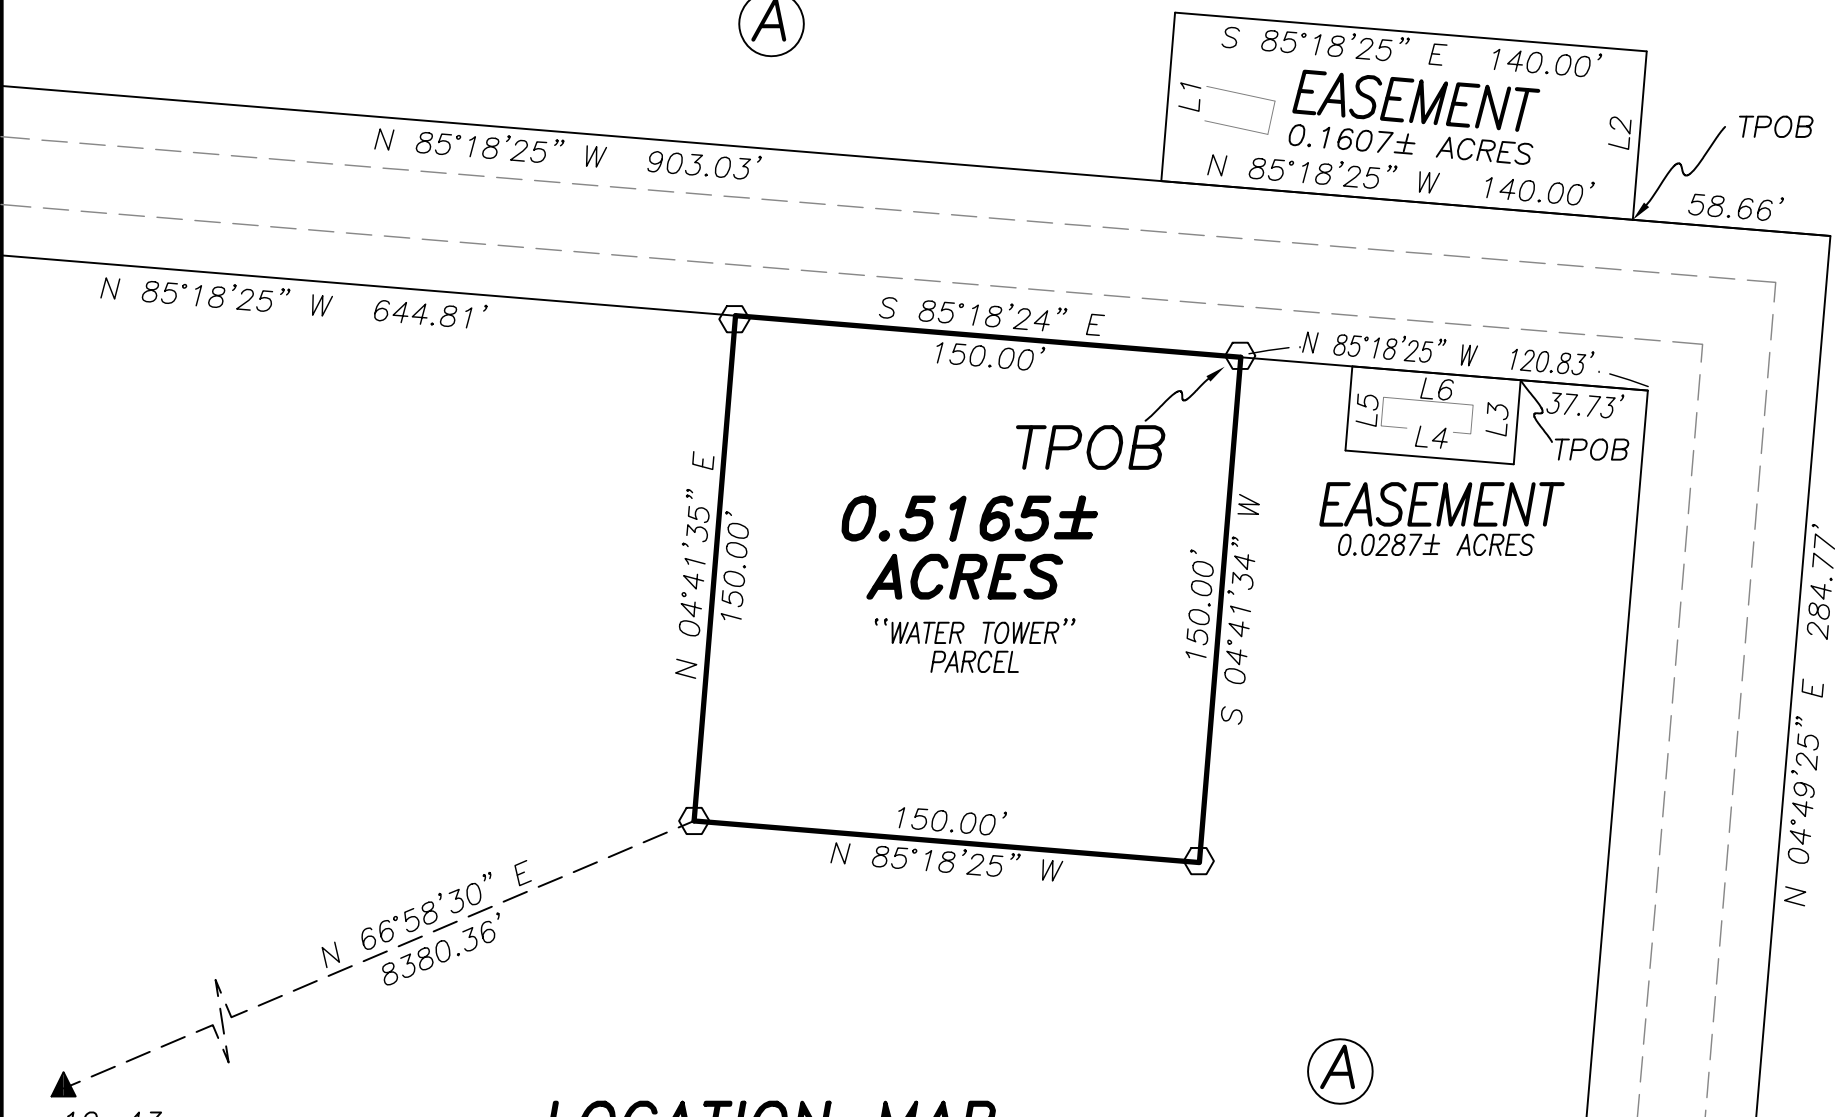 A
S 85°18'25" E 140.00'
EASEMENT
0.1607± ACRES
N 85°18'25" W 140.00'
L1
L2
TPOB
58.66'
N 85°18'25" W 903.03'
N 85°18'25" W 644.81'
S 85°18'24" E
150.00'
N 85°18'25" W 120.83'
L5
L6
L3
L4
37.73'
TPOB
TPOB
EASEMENT
0.0287± ACRES
0.5165±
ACRES
"WATER TOWER"
PARCEL
N 04°41'35" E
150.00'
150.00'
S 04°41'34" W
N 04°49'25" E 284.77'
150.00'
N 85°18'25" W
N 66°58'30" E
8380.36'
A
LOCATION MAP